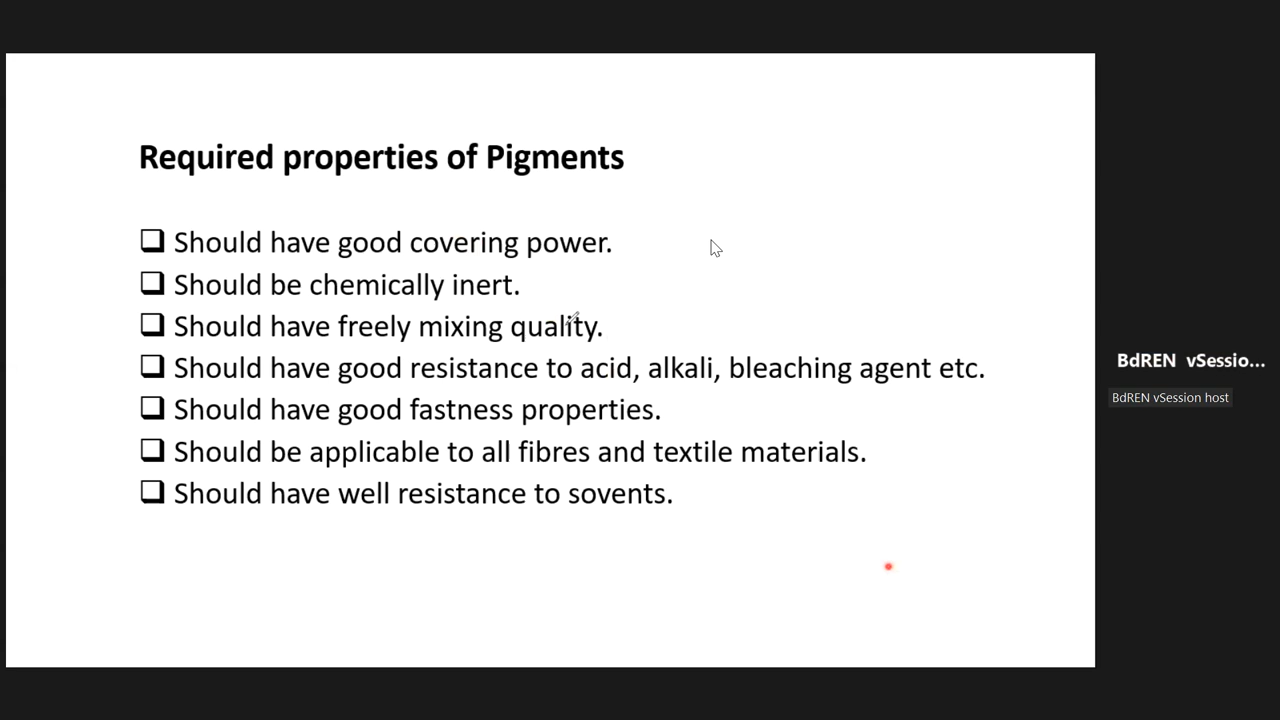 Required properties of Pigments
❑ Should have good covering power.
❑ Should be chemically inert.
❑ Should have freely mixing quality.
❑ Should have good resistance to acid, alkali, bleaching agent etc.
❑ Should have good fastness properties.
❑ Should be applicable to all fibres and textile materials.
❑ Should have well resistance to sovents.
BdREN vSessio...
BdREN vSession host